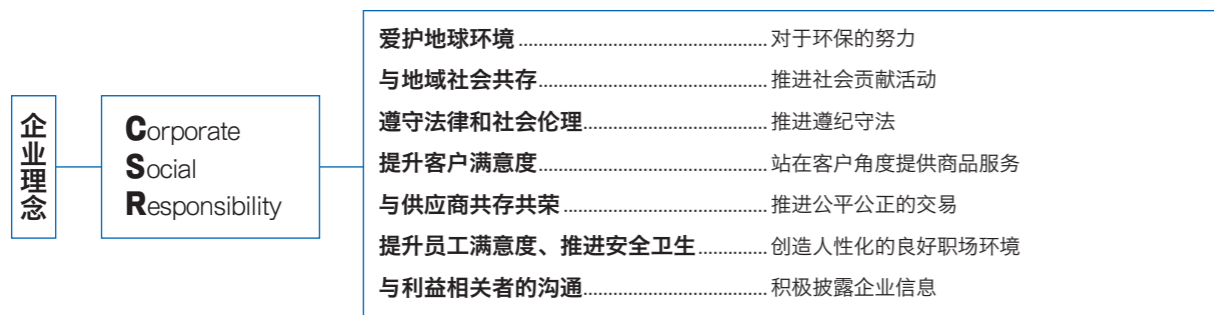 企业理念
Corporate
Social
Responsibility
爱护地球环境................................................对于环保的努力
与地域社会共存............................................推进社会贡献活动
遵守法律和社会伦理....................................推进遵纪守法
提升客户满意度............................................站在客户角度提供商品服务
与供应商共存共荣.......................................推进公平公正的交易
提升员工满意度、推进安全卫生..............创造人性化的良好职场环境
与利益相关者的沟通....................................积极披露企业信息